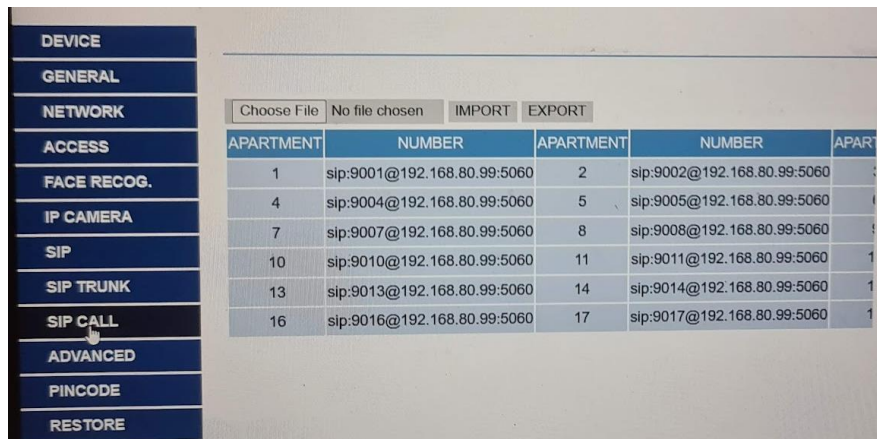 DEVICE
GENERAL
NETWORK
ACCESS
FACE RECOG.
IP CAMERA
SIP
SIP TRUNK
SIP CALL
ADVANCED
PINCODE
RESTORE
Choose File No file chosen IMPORT EXPORT
APARTMENT NUMBER APARTMENT NUMBER APART
1 sip:9001@192.168.80.99:5060 2 sip:9002@192.168.80.99:5060
4 sip:9004@192.168.80.99:5060 5 sip:9005@192.168.80.99:5060
7 sip:9007@192.168.80.99:5060 8 sip:9008@192.168.80.99:5060
10 sip:9010@192.168.80.99:5060 11 sip:9011@192.168.80.99:5060 1
13 sip:9013@192.168.80.99:5060 14 sip:9014@192.168.80.99:5060 1
16 sip:9016@192.168.80.99:5060 17 sip:9017@192.168.80.99:5060 1